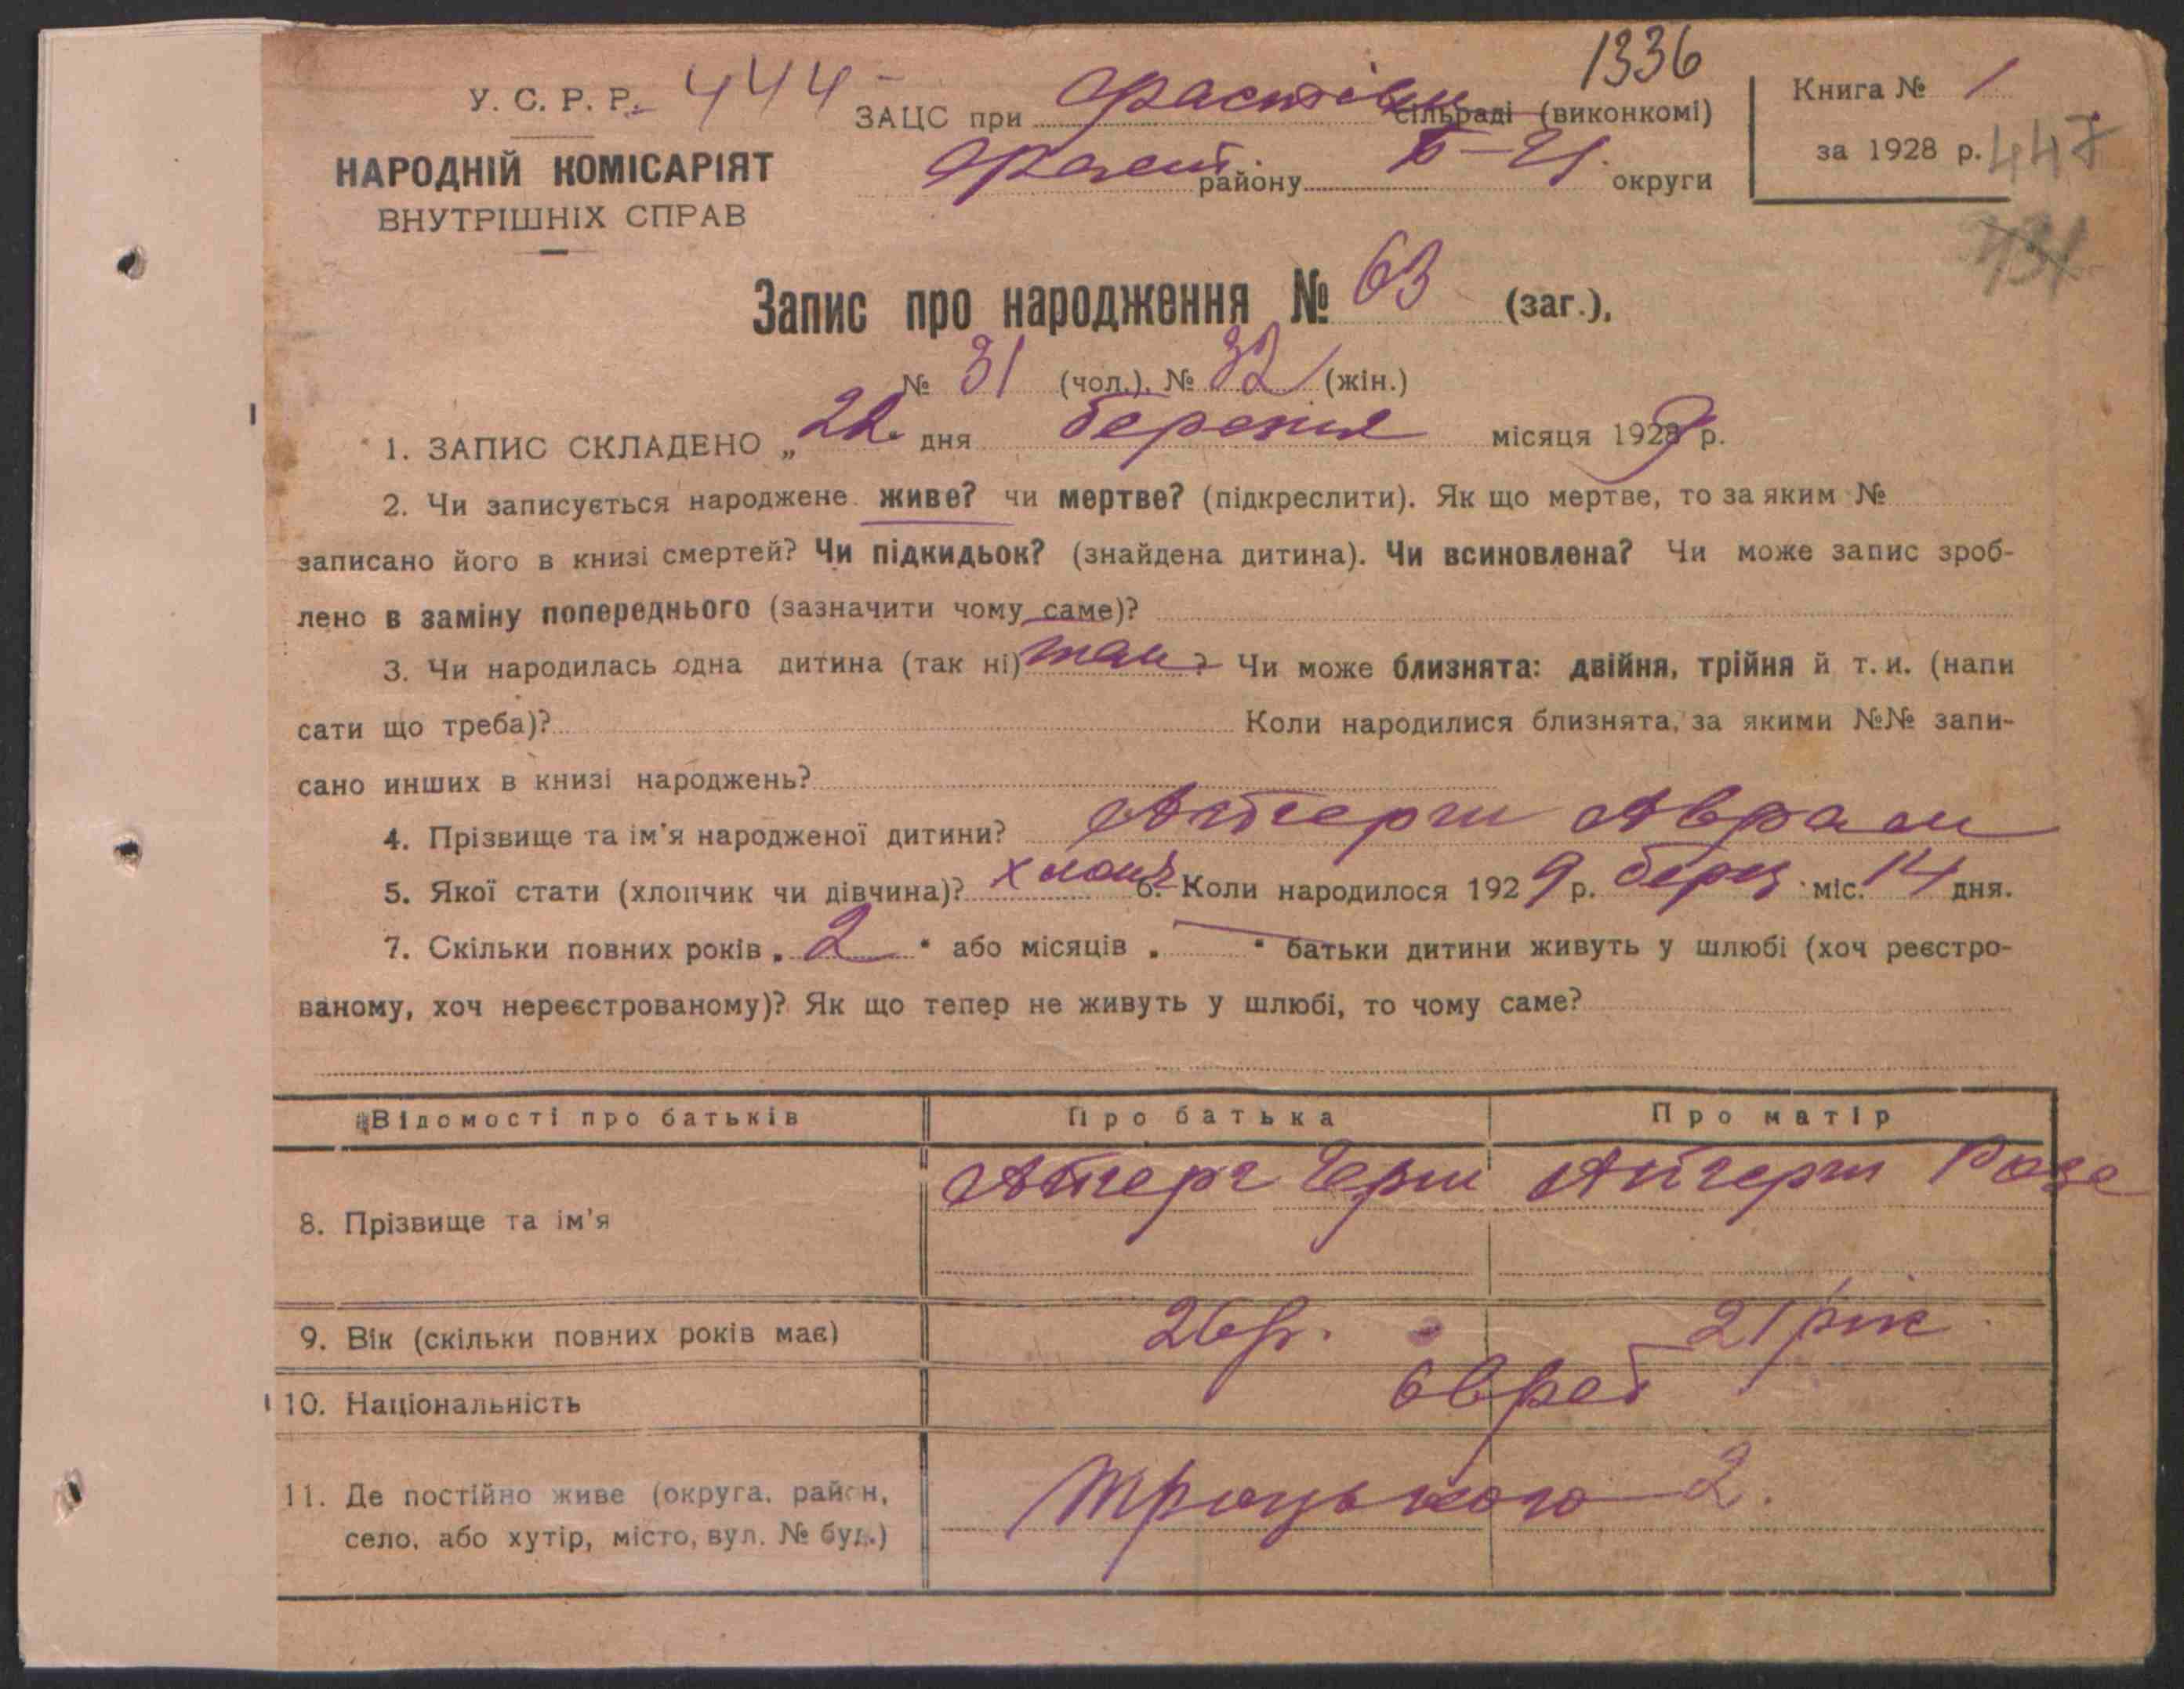 1336
У. С. Р. Р. 444
ЗАЦС при Фастівськ сільраді (виконкомі)
Книга № 1
за 1928 р. 447
НАРОДНІЙ КОМІСАРІЯТ
ВНУТРІШНІХ СПРАВ
району округи
Запис про народження № 63 (заг.),
№ 31 (чол.). № 32 (жін.)
1. ЗАПИС СКЛАДЕНО „22 дня березня місяця 1929 р.
2. Чи записується народжене живе? чи мертве? (підкреслити). Як що мертве, то за яким №
записано його в книзі смертей? Чи підкидьок? (знайдена дитина). Чи всиновлена? Чи може запис зроб-
лено в заміну попереднього (зазначити чому саме)?
3. Чи народилась одна дитина (так ні) так? Чи може близнята: двійня, трійня й т. и. (напи
сати що треба)? Коли народилися близнята, за якими №№ запи-
сано инших в книзі народжень?
4. Прізвище та ім'я народженої дитини? Аврам
5. Якої стати (хлопчик чи дівчина)? хлопч 6. Коли народилося 1929 р. берез міс. 14 дня.
7. Скільки повних років „ 2 " або місяців „ " батьки дитини живуть у шлюбі (хоч реєстро-
ваному, хоч нереєстрованому)? Як що тепер не живуть у шлюбі, то чому саме?
Відомості про батьків Про батька Про матір
8. Прізвище та ім'я Герш
9. Вік (скільки повних років має) 26 р. 21 рік
10. Національність євреї
11. Де постійно живе (округа, район,
село, або хутір, місто, вул. № буд.) Троцького 2.